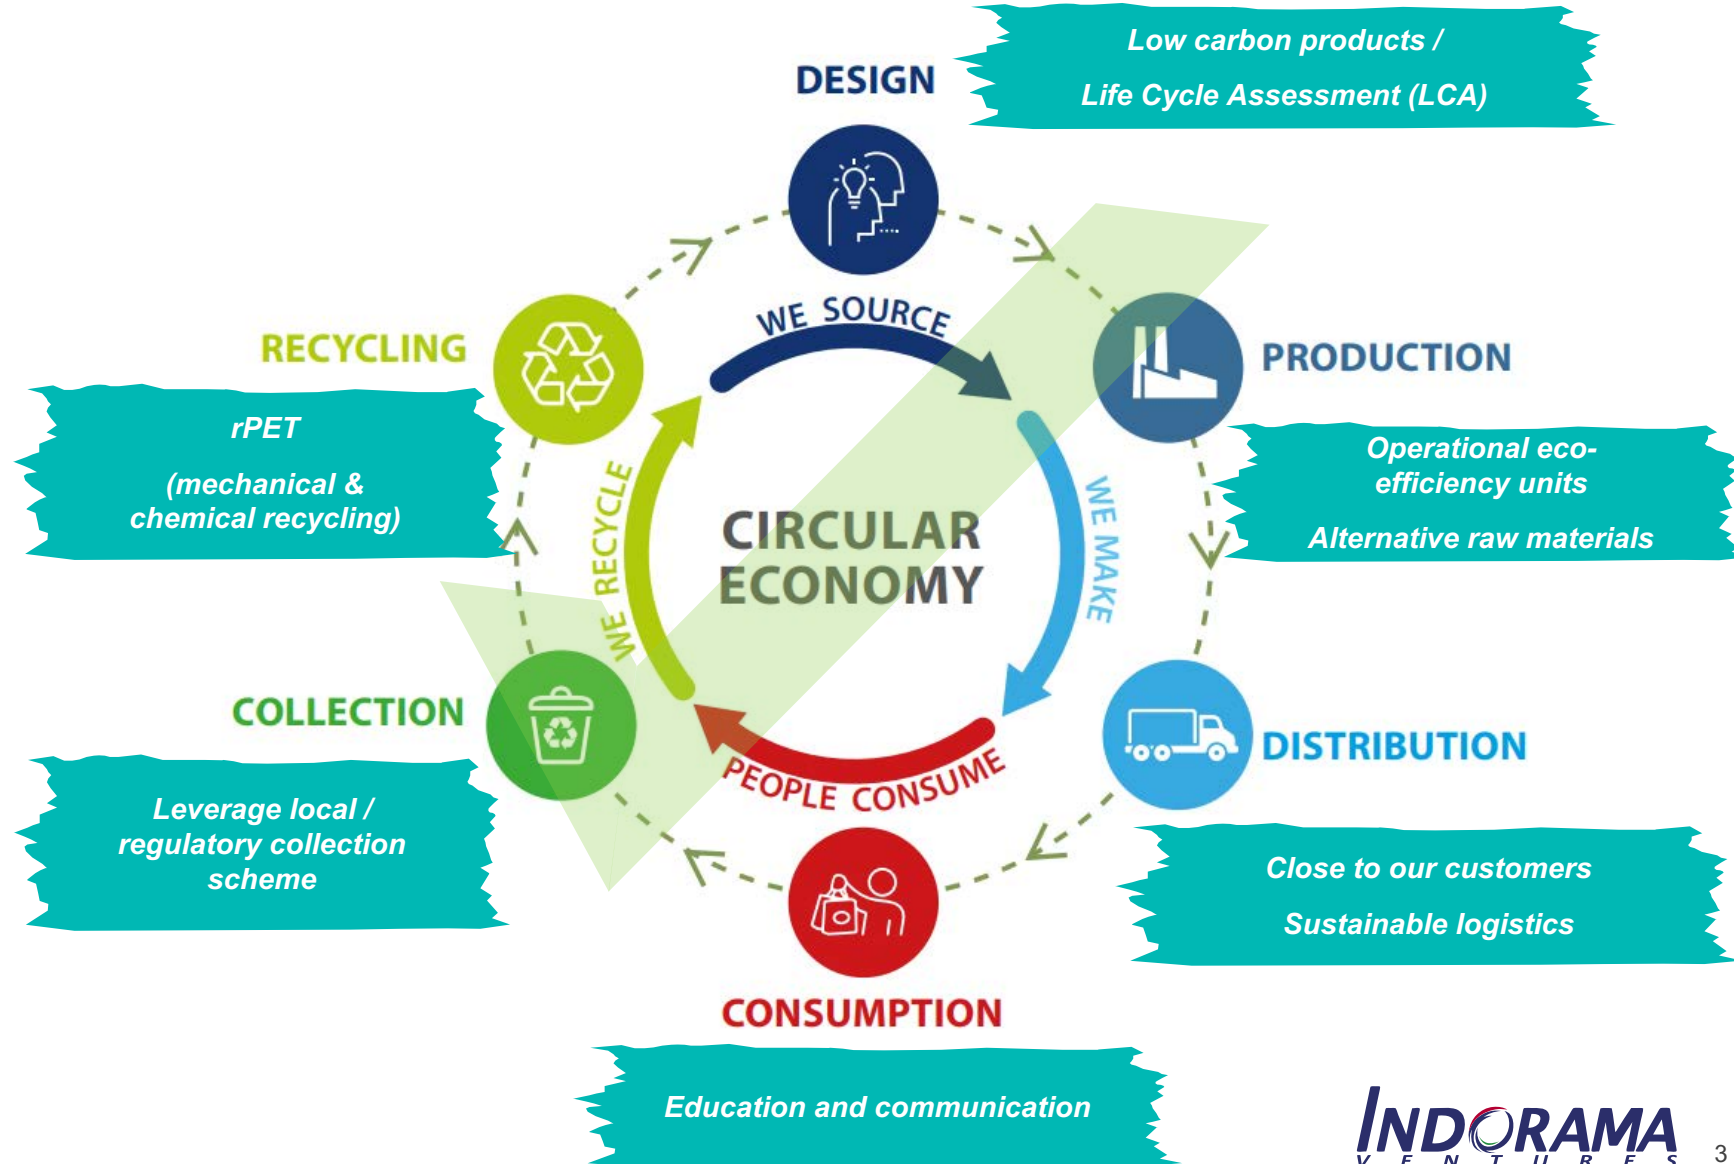 Low carbon products /
Life Cycle Assessment (LCA)
DESIGN
WE SOURCE
RECYCLING
PRODUCTION
rPET
(mechanical &
chemical recycling)
Operational eco-
efficiency units
Alternative raw materials
WE RECYCLE
CIRCULAR
ECONOMY
WE MAKE
COLLECTION
DISTRIBUTION
Leverage local /
regulatory collection
scheme
PEOPLE CONSUME
Close to our customers
Sustainable logistics
CONSUMPTION
Education and communication
INDORAMA
VENTURES
3